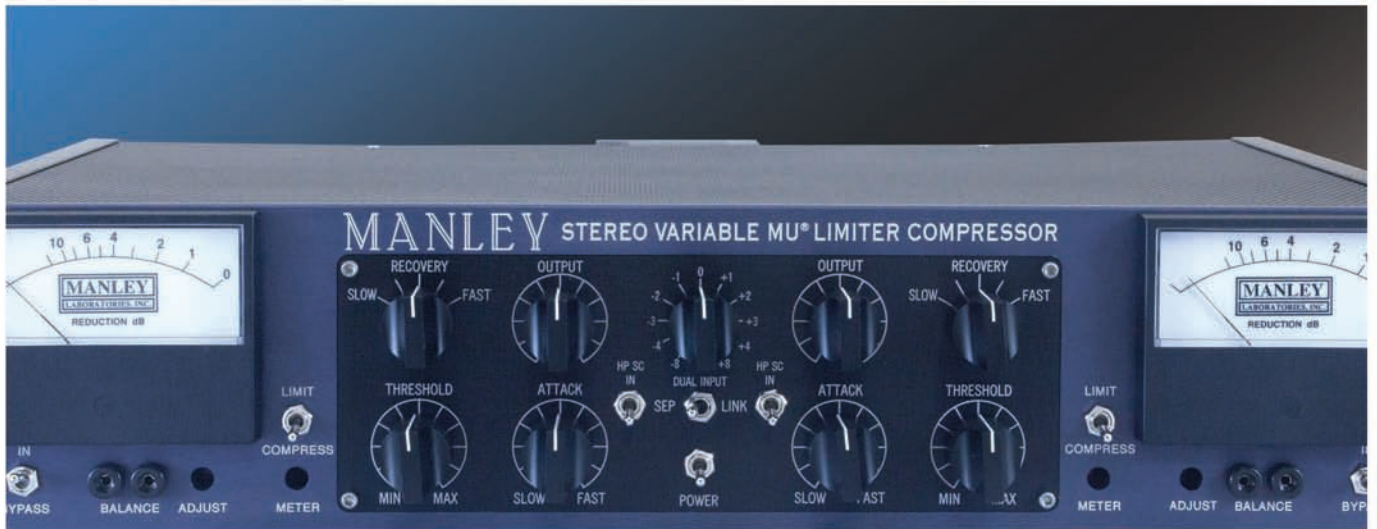 MANLEY STEREO VARIABLE MU® LIMITER COMPRESSOR
10 6 4 2 1 0
MANLEY
LABORATORIES, INC.
REDUCTION dB
RECOVERY
SLOW FAST
OUTPUT
-1 0 +1
-2 +2
-3 +3
-4 +4
-8 +8
DUAL INPUT
OUTPUT
RECOVERY
SLOW FAST
10 6 4 2 1
MANLEY
LABORATORIES, INC.
REDUCTION dB
HP SC
IN
SEP LINK
HP SC
IN
LIMIT
COMPRESS
THRESHOLD
MIN MAX
ATTACK
SLOW FAST
POWER
ATTACK
SLOW FAST
THRESHOLD
MIN MAX
LIMIT
COMPRESS
IN
BYPASS
BALANCE ADJUST METER
METER ADJUST BALANCE